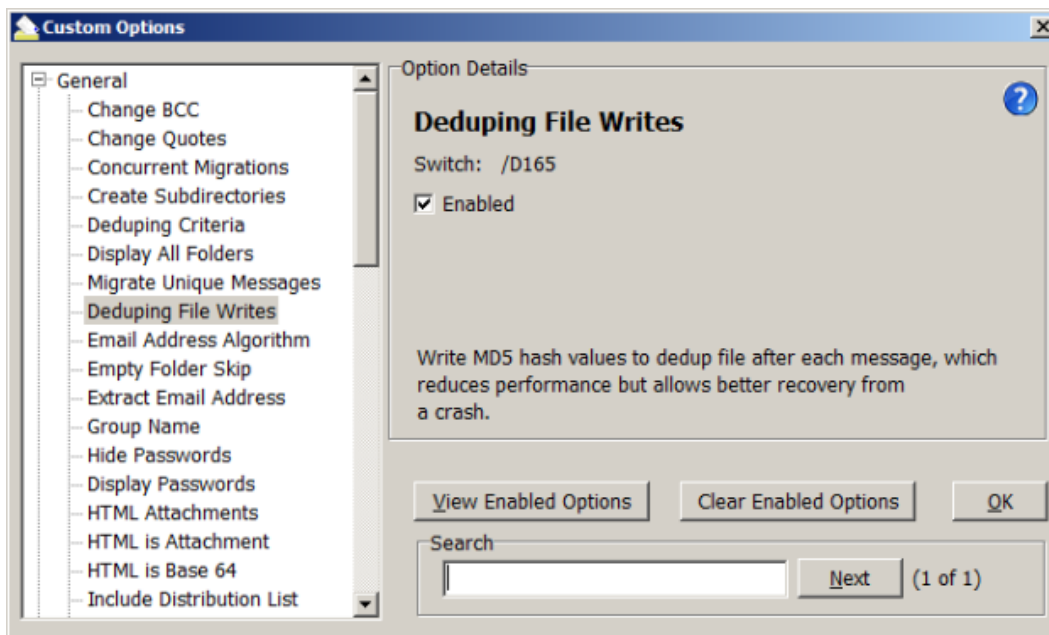 Custom Options
General
Change BCC
Change Quotes
Concurrent Migrations
Create Subdirectories
Deduping Criteria
Display All Folders
Migrate Unique Messages
Deduping File Writes
Email Address Algorithm
Empty Folder Skip
Extract Email Address
Group Name
Hide Passwords
Display Passwords
HTML Attachments
HTML is Attachment
HTML is Base 64
Include Distribution List
Option Details
?
Deduping File Writes
Switch: /D165
Enabled
Write MD5 hash values to dedup file after each message, which
reduces performance but allows better recovery from
a crash.
View Enabled Options Clear Enabled Options OK
Search
Next (1 of 1)